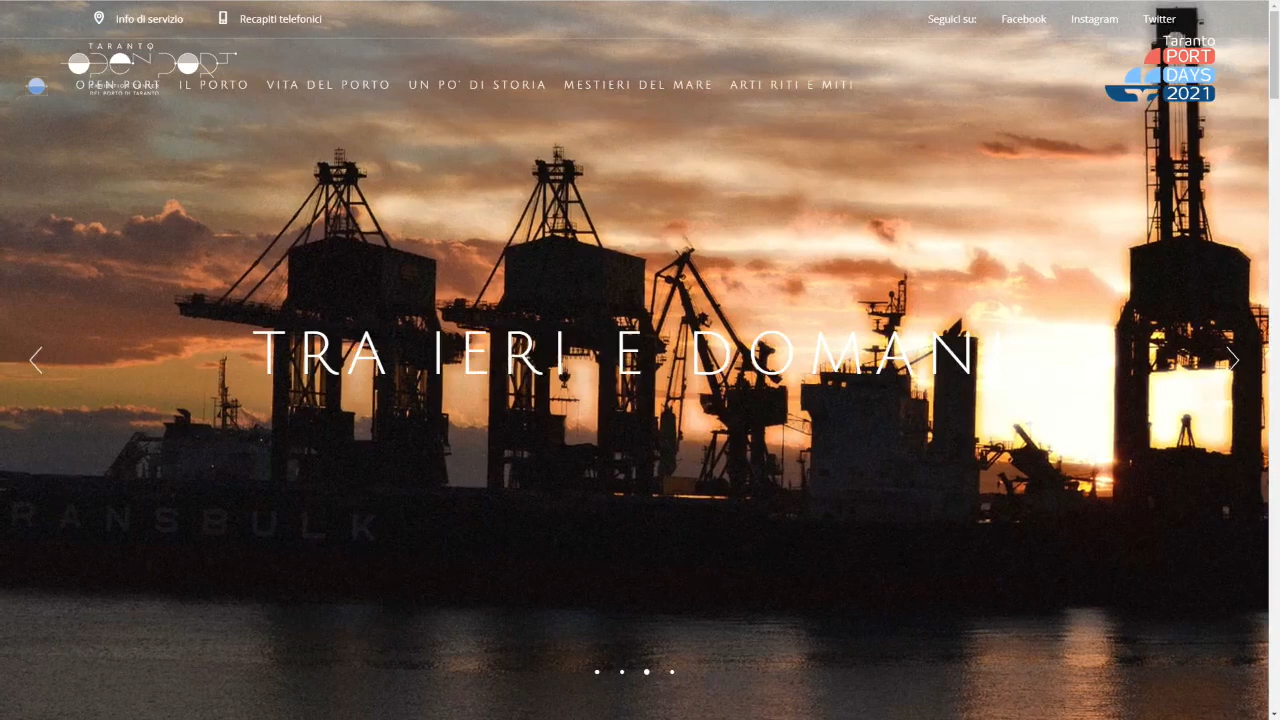 info di servizio
Recapiti telefonici
Seguici su:
Facebook
Instagram
Twitter
TARANTO
OPEN PORT
DEL PORTO DI TARANTO
OPEN PORT
IL PORTO
VITA DEL PORTO
UN PO' DI STORIA
MESTIERI DEL MARE
ARTI RITI E MITI
Taranto
PORT
DAYS
2021
TRA IERI E DOMANI
RANSBULK